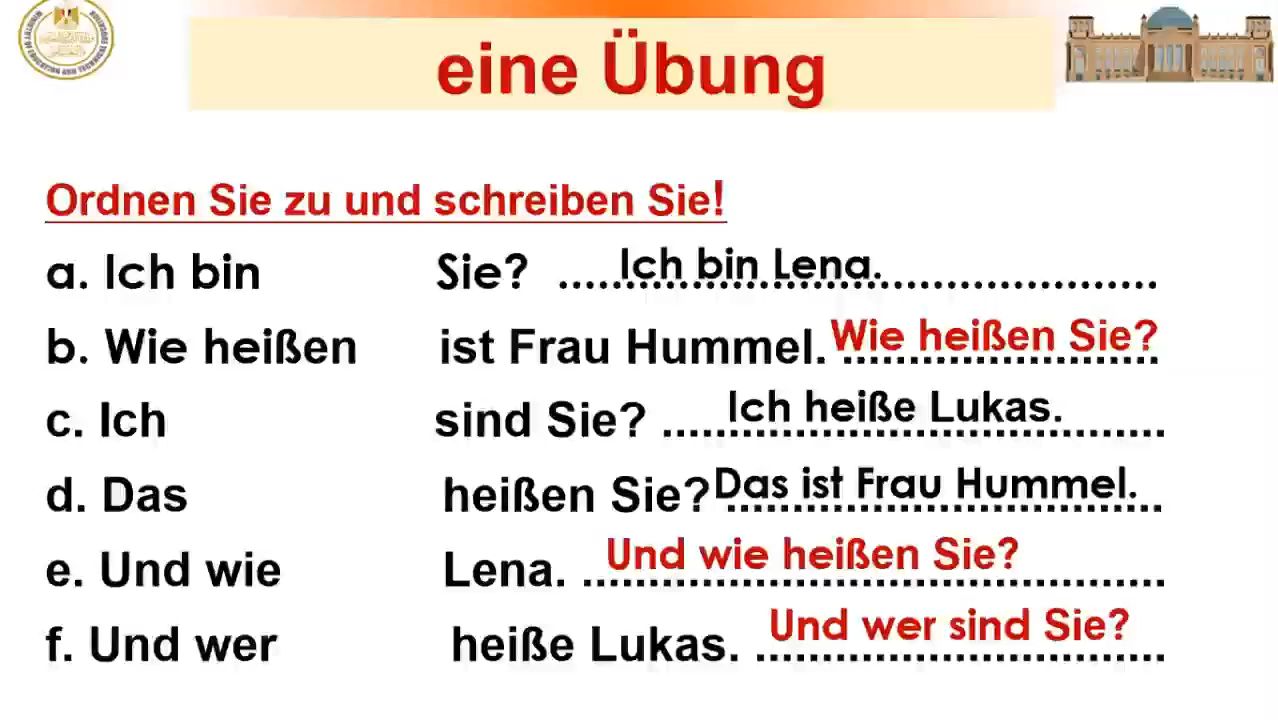 eine Übung
Ordnen Sie zu und schreiben Sie!
a. Ich bin Sie? ....Ich bin Lena.....................
b. Wie heißen ist Frau Hummel. Wie heißen Sie?
c. Ich sind Sie? .....Ich heiße Lukas........
d. Das heißen Sie? Das ist Frau Hummel.
e. Und wie Lena. ..Und wie heißen Sie?...........
f. Und wer heiße Lukas. Und wer sind Sie?..